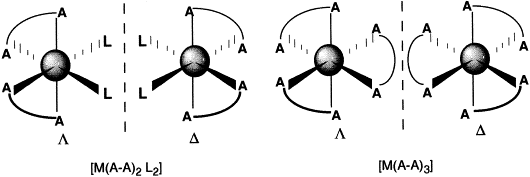 A A A A
A L L A A A
A L L A A A A A
A A A A
Λ Δ Λ Δ
[M(A-A)₂ L₂] [M(A-A)₃]